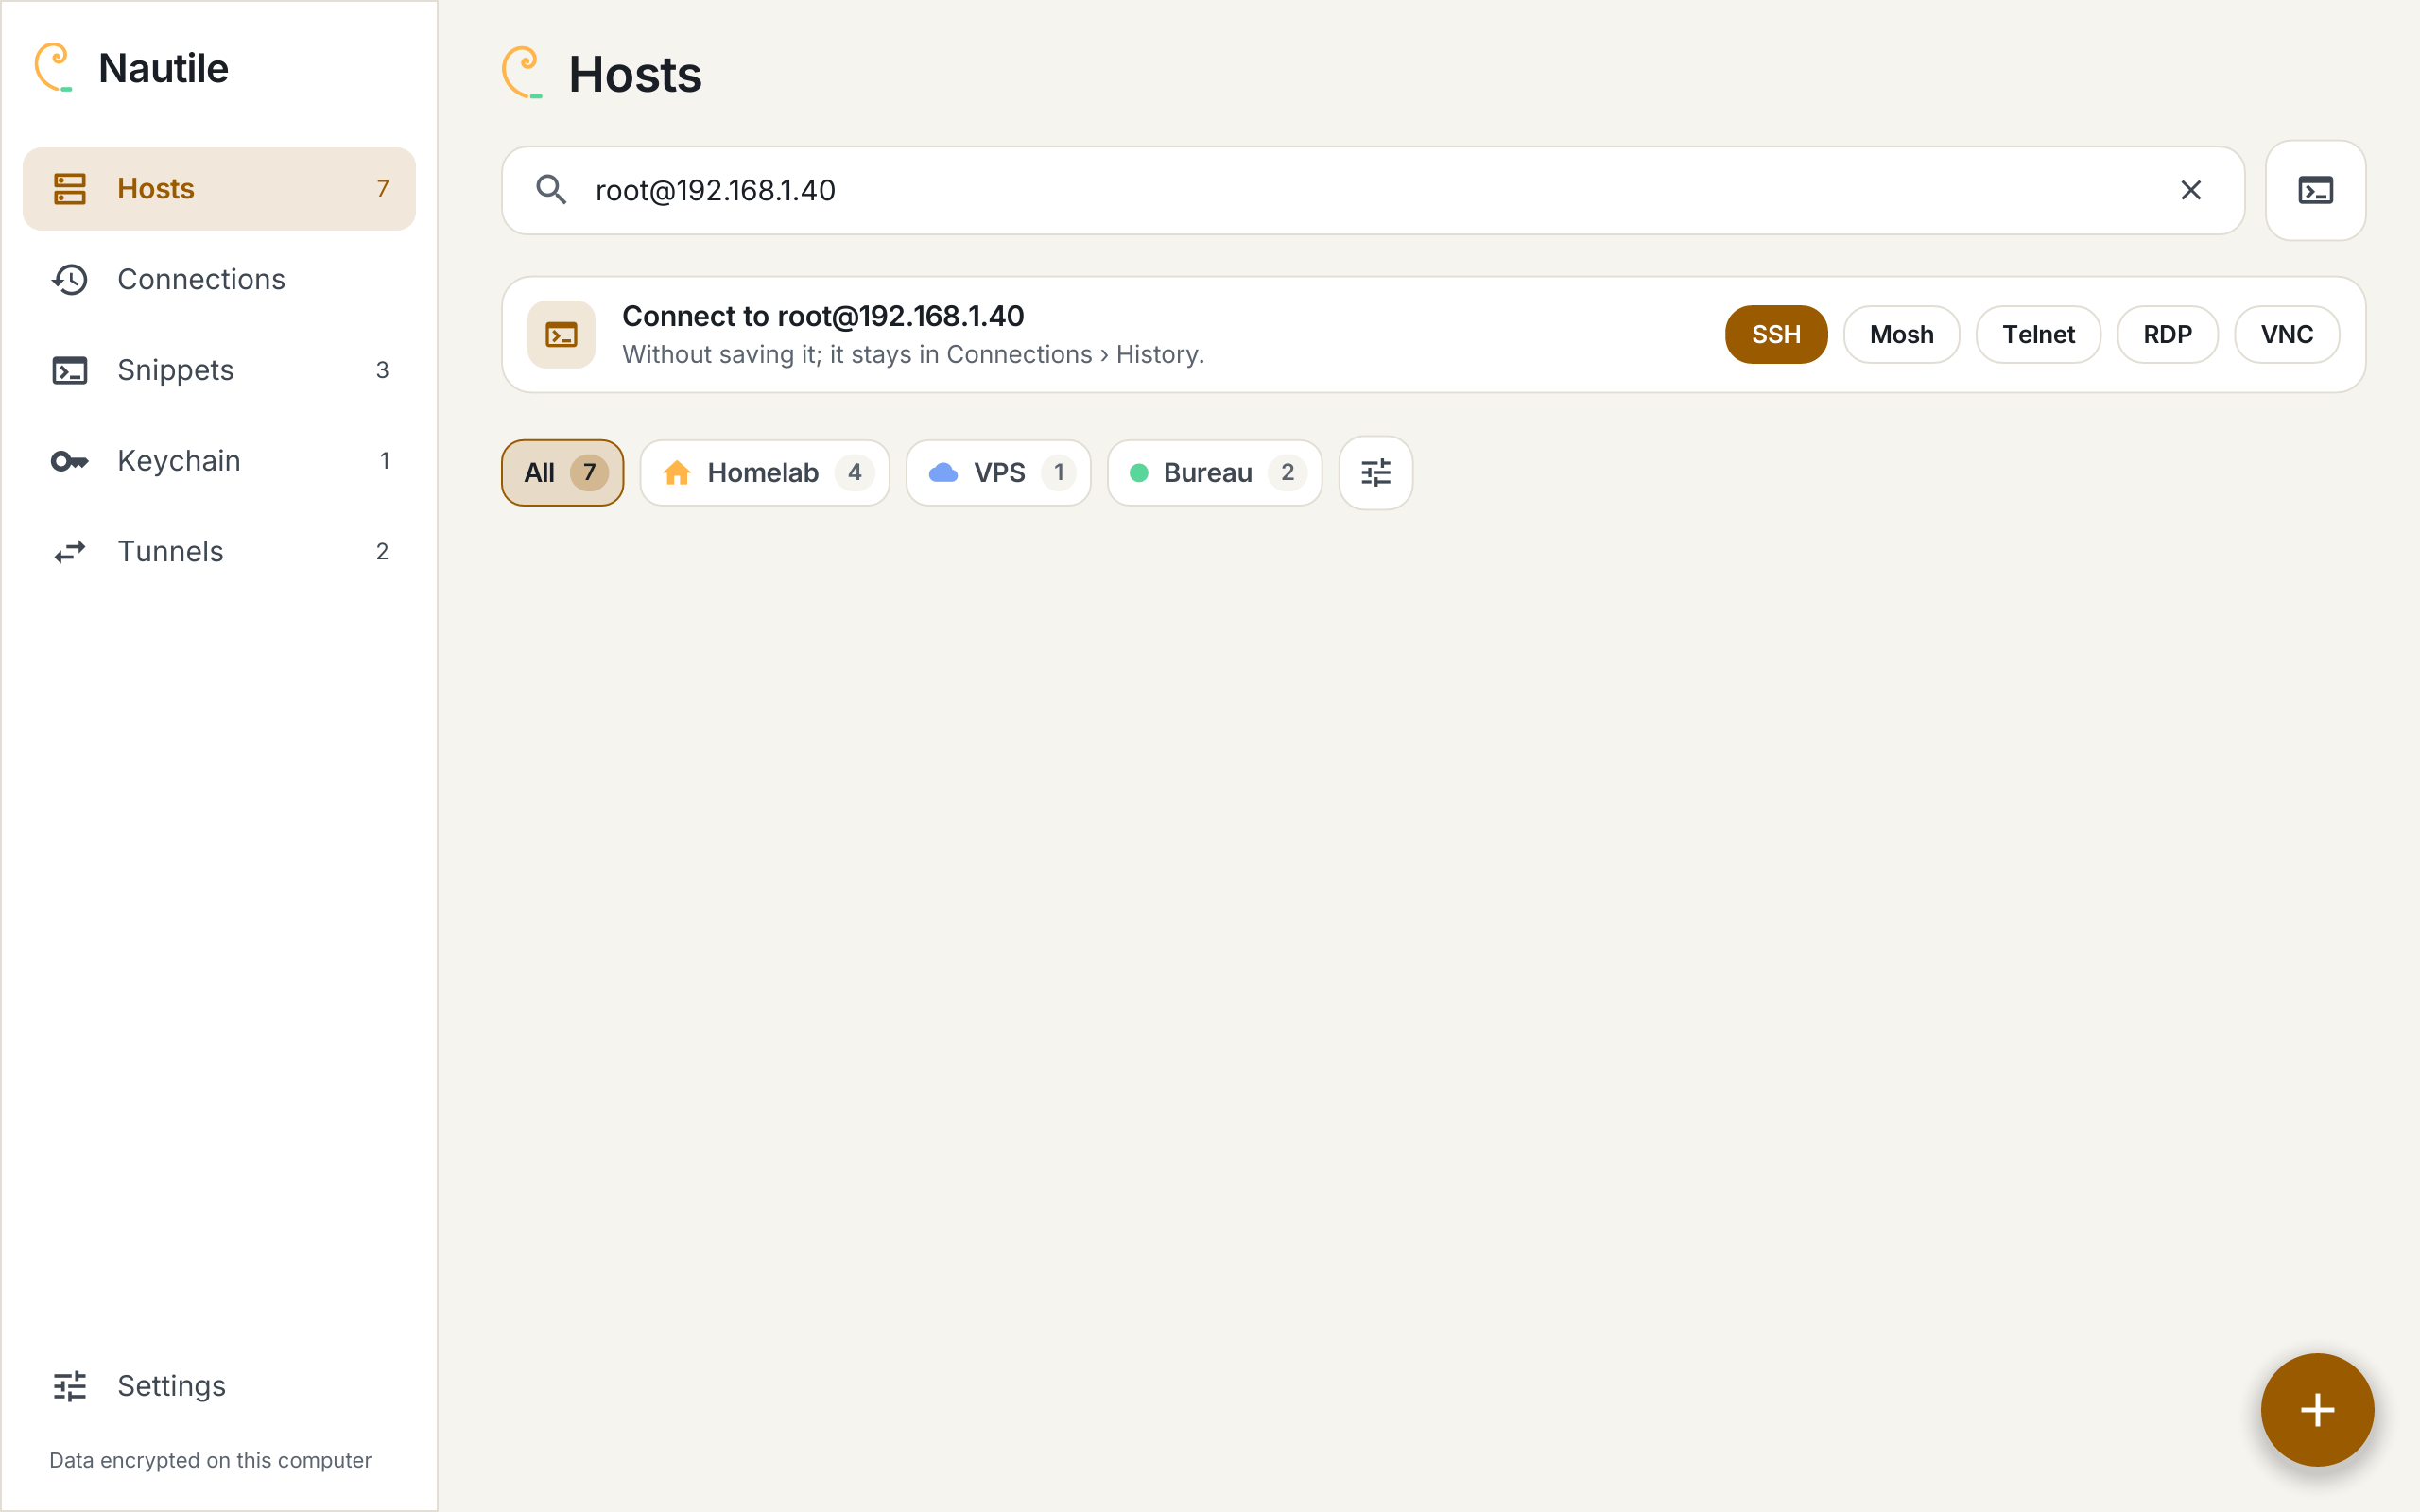 Nautile
Hosts 7
Connections
Snippets 3
Keychain 1
Tunnels 2
Settings
Data encrypted on this computer
Hosts
root@192.168.1.40
Connect to root@192.168.1.40
Without saving it; it stays in Connections › History.
SSH Mosh Telnet RDP VNC
All 7 Homelab 4 VPS 1 Bureau 2